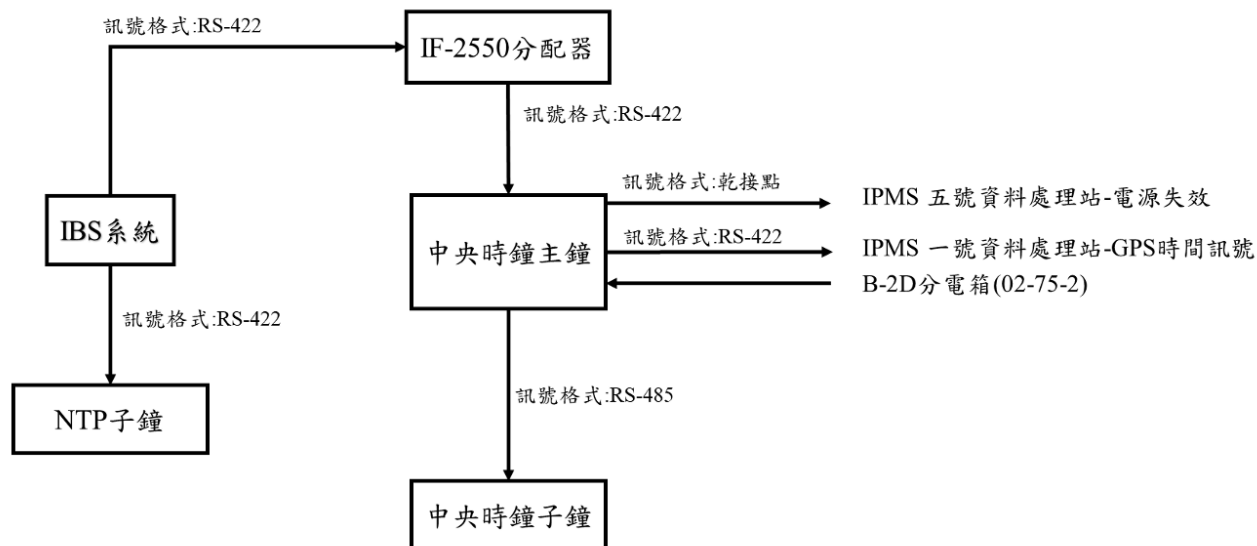 訊號格式:RS-422
IF-2550分配器
訊號格式:RS-422
訊號格式:乾接點
IPMS 五號資料處理站-電源失效
IBS系統
中央時鐘主鐘
訊號格式:RS-422
IPMS 一號資料處理站-GPS時間訊號
B-2D分電箱(02-75-2)
訊號格式:RS-422
訊號格式:RS-485
NTP子鐘
中央時鐘子鐘